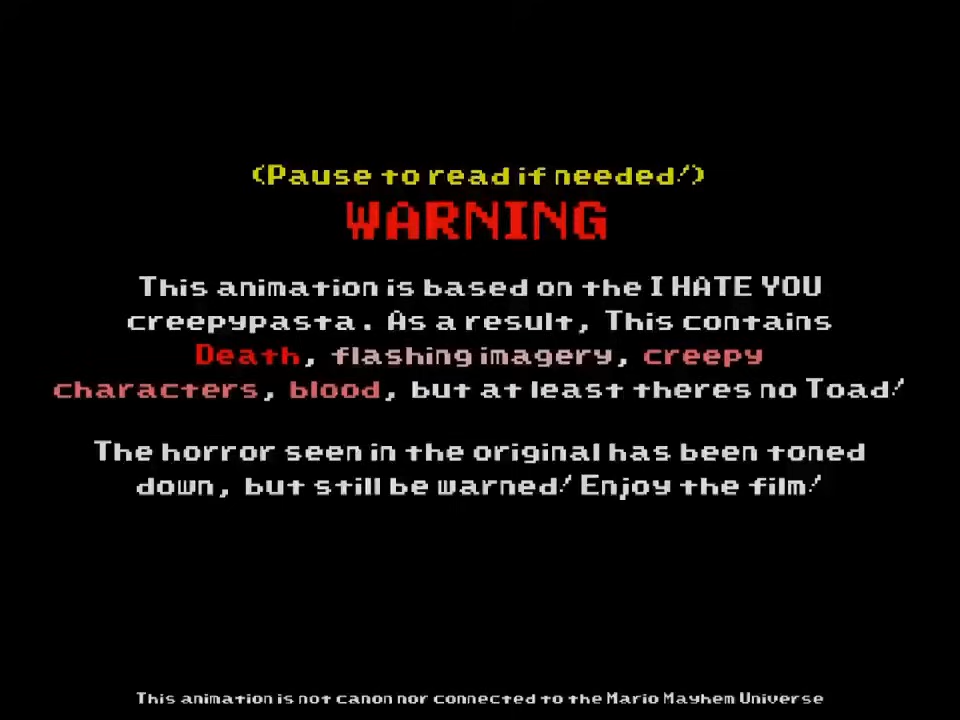 (Pause to read if needed!)
WARNING
This animation is based on the I HATE YOU
creepypasta. As a result, This contains
Death, flashing imagery, creepy
characters, blood, but at least theres no Toad!
The horror seen in the original has been toned
down, but still be warned! Enjoy the film!
This animation is not canon nor connected to the Mario Mayhem Universe